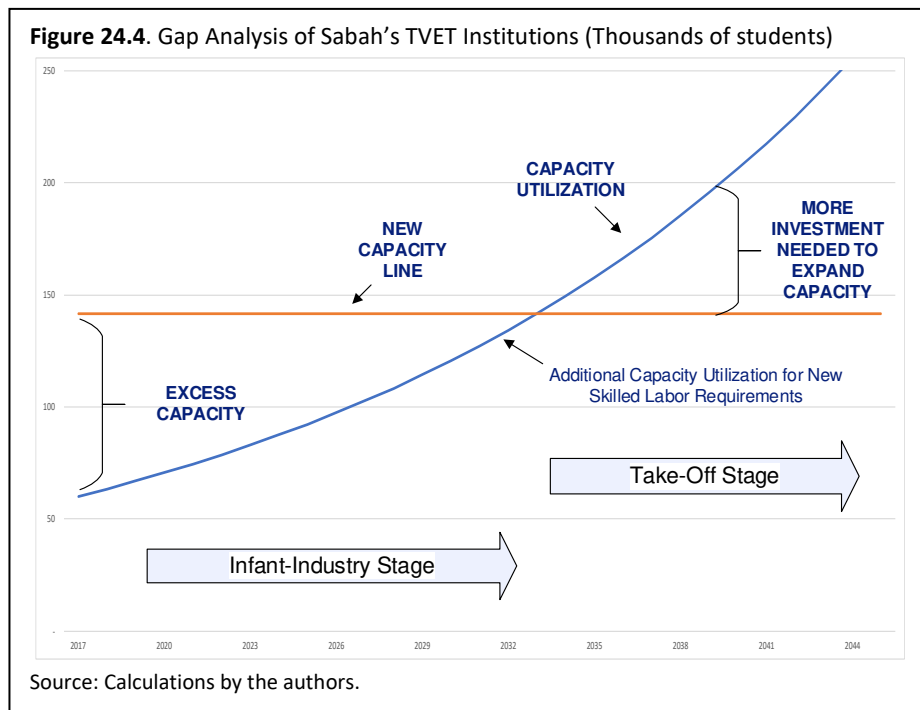 Figure 24.4. Gap Analysis of Sabah's TVET Institutions (Thousands of students)
250
200
150
100
50
-
CAPACITY
UTILIZATION
MORE
INVESTMENT
NEEDED TO
EXPAND
CAPACITY
NEW
CAPACITY
LINE
EXCESS
CAPACITY
Additional Capacity Utilization for New
Skilled Labor Requirements
Take-Off Stage
Infant-Industry Stage
2017 2020 2023 2026 2029 2032 2035 2038 2041 2044
Source: Calculations by the authors.